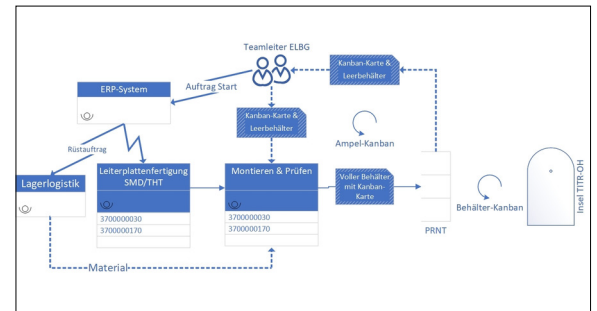 Teamleiter ELBG
Kanban-Karte &
Leerbehälter
ERP-System
Auftrag Start
Kanban-Karte &
Leerbehälter
Ampel-Kanban
Rüstauftrag
Lagerlogistik
Leiterplattenfertigung
SMD/THT
3700000030
3700000170
Montieren & Prüfen
3700000030
3700000170
Voller Behälter
mit Kanban-
Karte
PRNT
Behälter-Kanban
Insel TITR-OH
Material